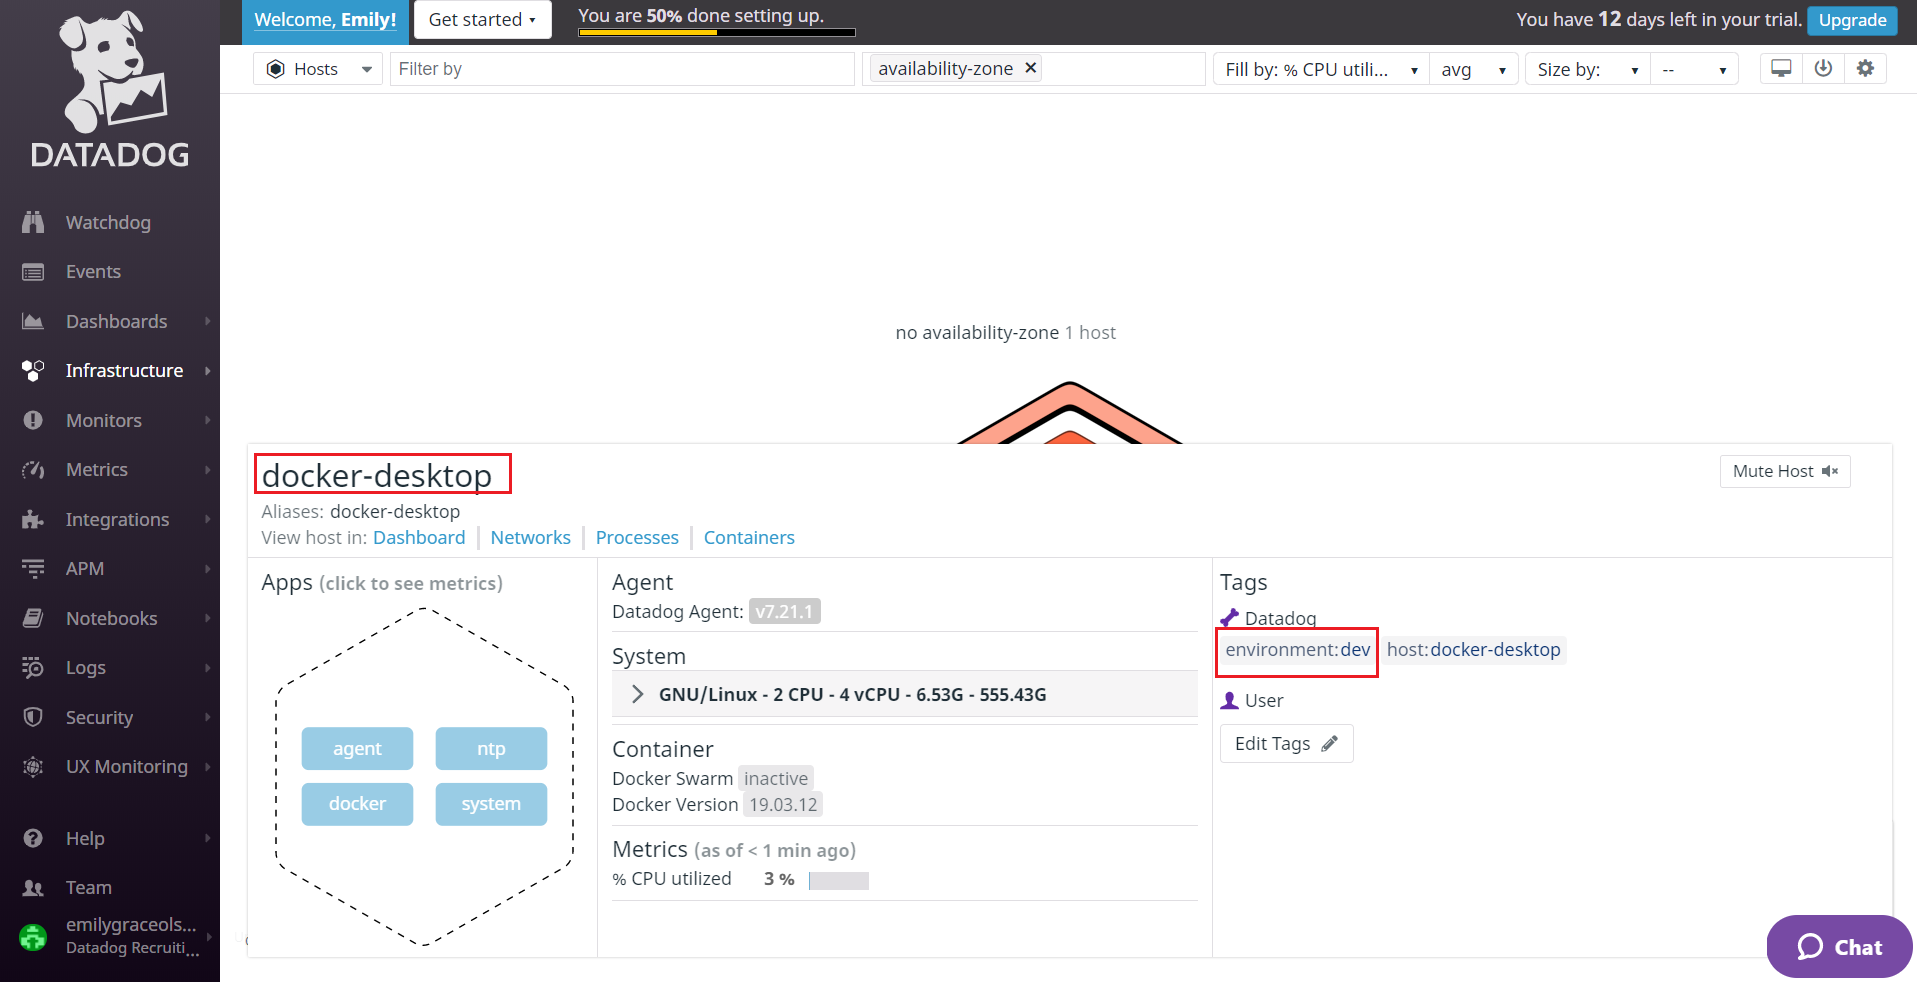 DATADOG
Watchdog
Events
Dashboards
Infrastructure
Monitors
Metrics
Integrations
APM
Notebooks
Logs
Security
UX Monitoring
Help
Team
emilygraceols...
Datadog Recruiti...
Welcome, Emily!
Get started
You are 50% done setting up.
You have 12 days left in your trial.
Upgrade
Hosts
Filter by
availability-zone ×
Fill by: % CPU utili...
avg
Size by:
--
no availability-zone 1 host
docker-desktop
Mute Host
Aliases: docker-desktop
View host in: Dashboard Networks Processes Containers
Apps (click to see metrics)
agent
ntp
docker
system
Agent
Datadog Agent: v7.21.1
System
GNU/Linux - 2 CPU - 4 vCPU - 6.53G - 555.43G
Container
Docker Swarm inactive
Docker Version 19.03.12
Metrics (as of < 1 min ago)
% CPU utilized 3 %
Tags
Datadog
environment:dev host:docker-desktop
User
Edit Tags
Chat